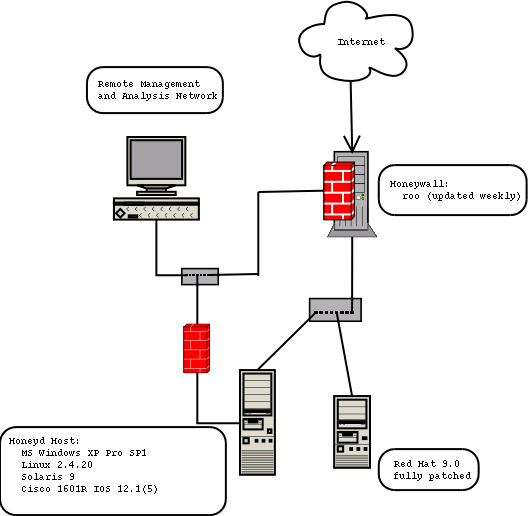 Internet
Remote Management
and Analysis Network
Honeywall:
roo (updated weekly)
Honeyd Host:
MS Windows XP Pro SP1
Linux 2.4.20
Solaris 9
Cisco 1601R IOS 12.1(5)
Red Hat 9.0
fully patched